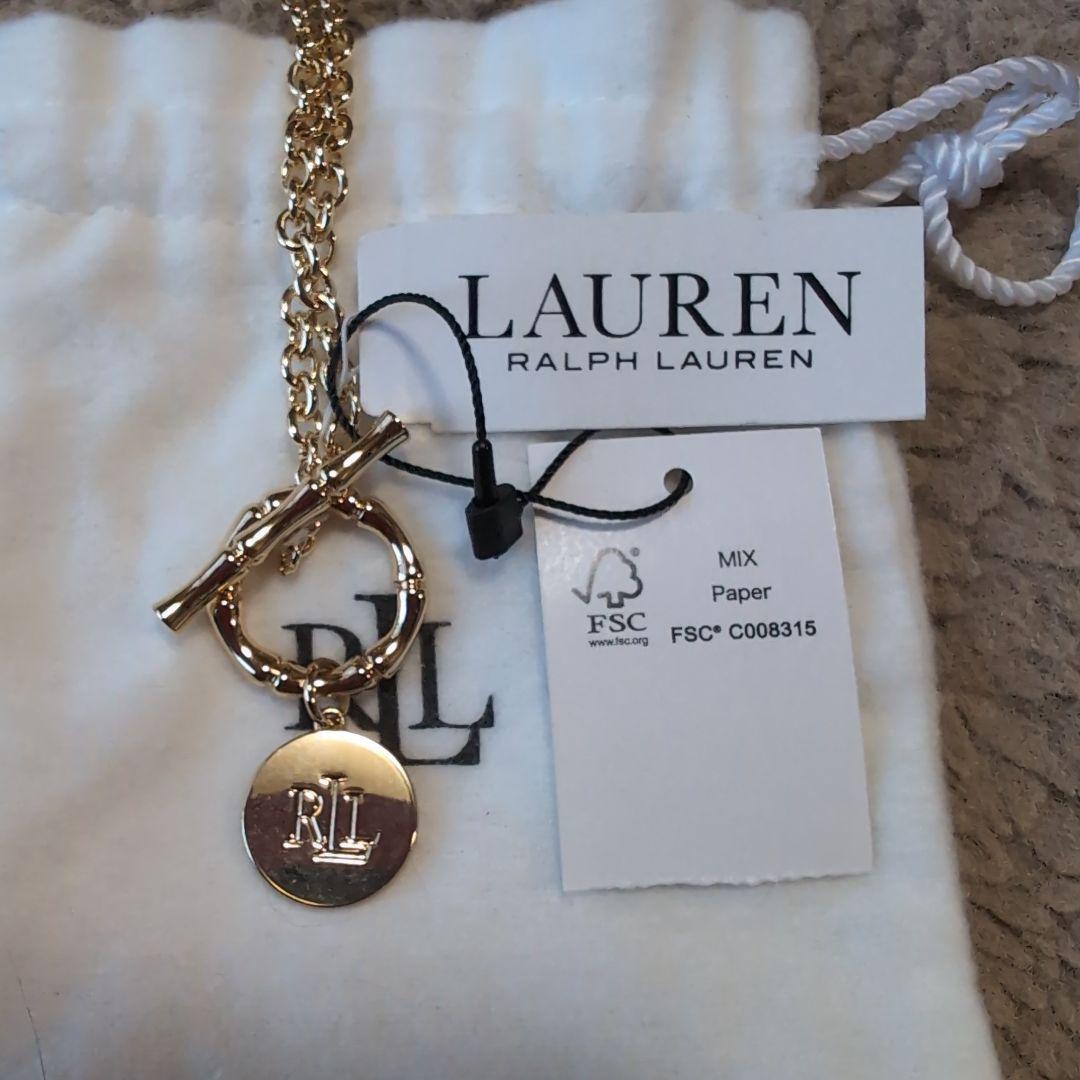 LAUREN
RALPH LAUREN
MIX
Paper
FSC® C008315
FSC
www.fsc.org
RLL
RLL